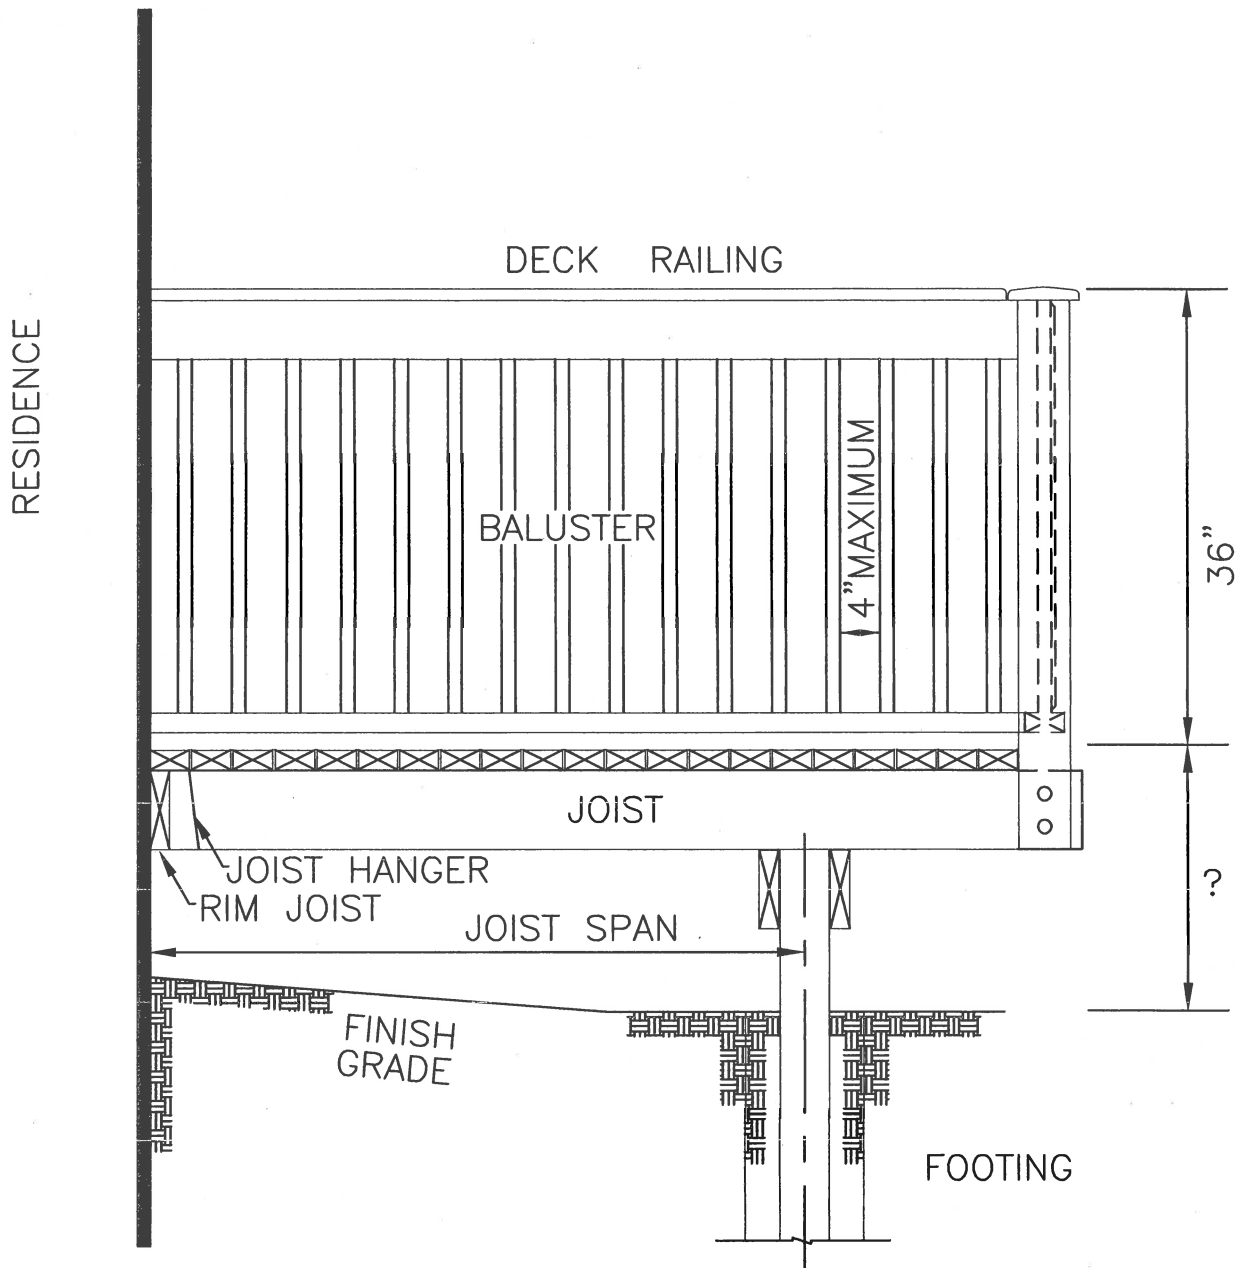 DECK RAILING
RESIDENCE
BALUSTER
4" MAXIMUM
36"
JOIST
JOIST HANGER
RIM JOIST
?
JOIST SPAN
FINISH
GRADE
FOOTING